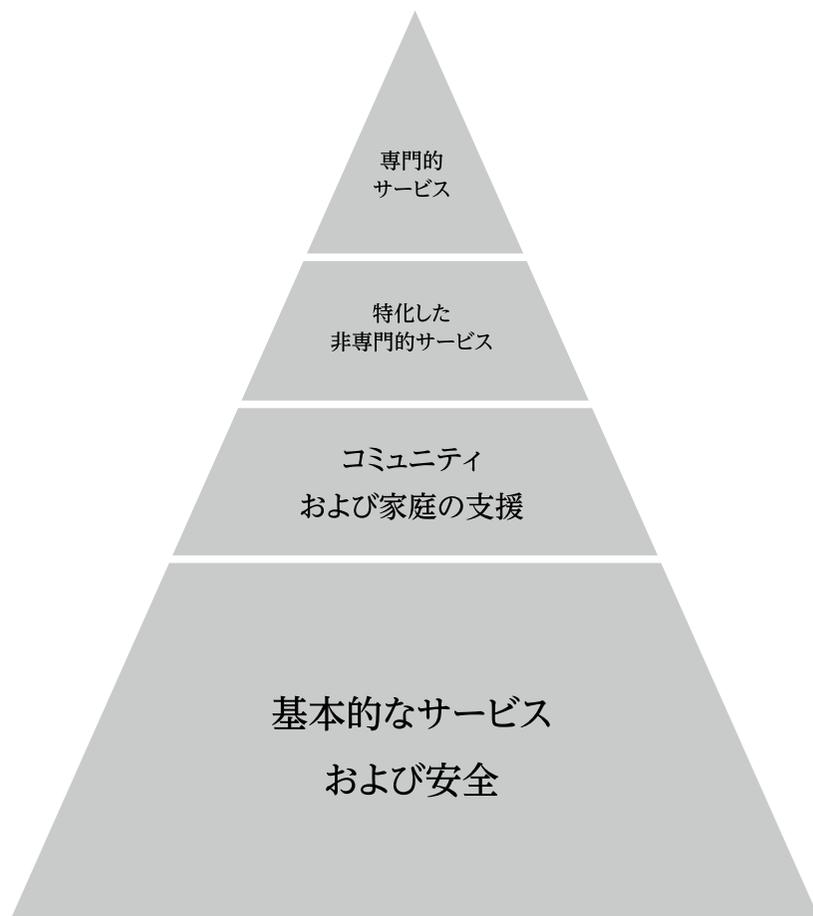 専門的
サービス
特化した
非専門的サービス
コミュニティ
および家庭の支援
基本的なサービス
および安全